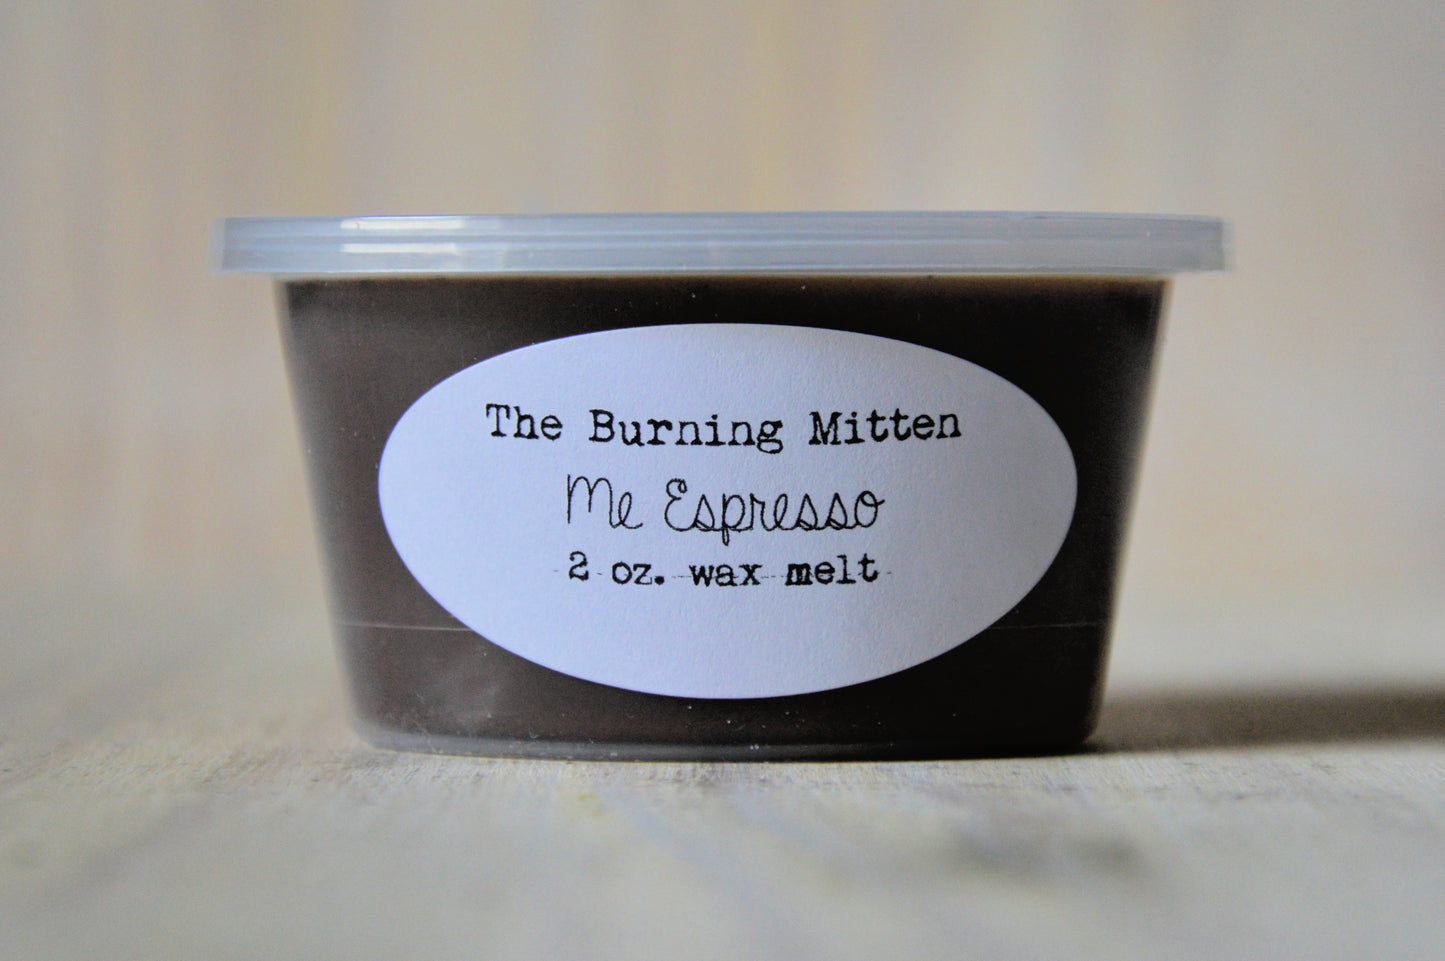 The Burning Mitten
Me Espresso
2 oz. wax melt